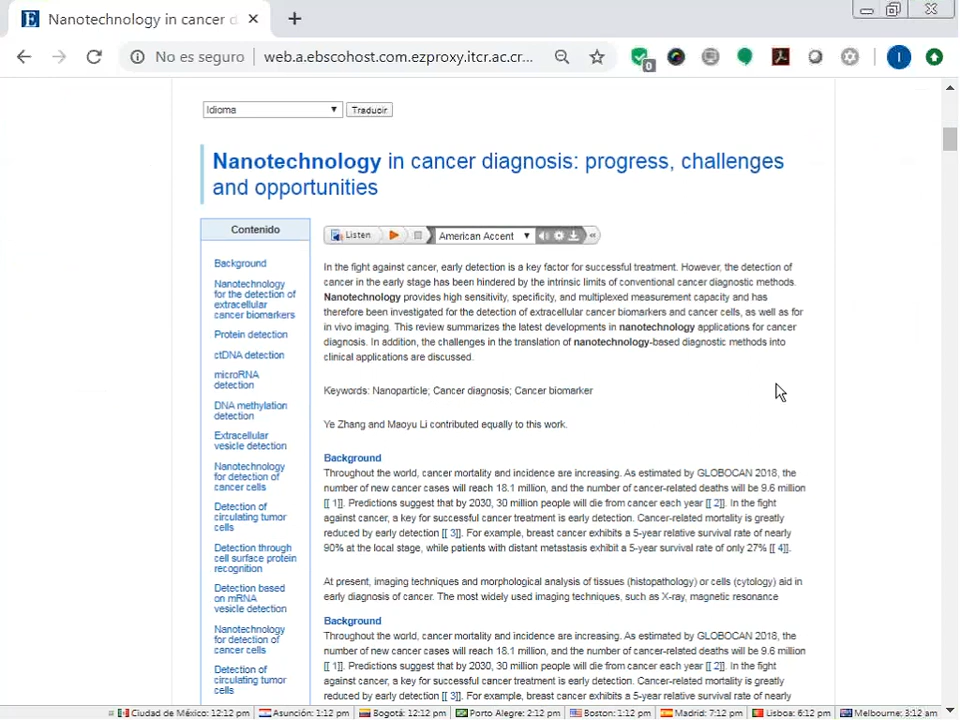 Nanotechnology in cancer d
No es seguro
web.a.ebscohost.com.ezproxy.itcr.ac.cr...
0
I
Idioma
Traducir
Nanotechnology in cancer diagnosis: progress, challenges
and opportunities
Contenido
Background
Nanotechnology
for the detection of
extracellular
cancer biomarkers
Protein detection
ctDNA detection
microRNA
detection
DNA methylation
detection
Extracellular
vesicle detection
Nanotechnology
for detection of
cancer cells
Detection of
circulating tumor
cells
Detection through
cell surface protein
recognition
Detection based
on mRNA
vesicle detection
Nanotechnology
for detection of
cancer cells
Detection of
circulating tumor
cells
Listen
American Accent
In the fight against cancer, early detection is a key factor for successful treatment. However, the detection of
cancer in the early stage has been hindered by the intrinsic limits of conventional cancer diagnostic methods.
Nanotechnology provides high sensitivity, specificity, and multiplexed measurement capacity and has
therefore been investigated for the detection of extracellular cancer biomarkers and cancer cells, as well as for
in vivo imaging. This review summarizes the latest developments in nanotechnology applications for cancer
diagnosis. In addition, the challenges in the translation of nanotechnology-based diagnostic methods into
clinical applications are discussed.
Keywords: Nanoparticle; Cancer diagnosis; Cancer biomarker
Ye Zhang and Maoyu Li contributed equally to this work.
Background
Throughout the world, cancer mortality and incidence are increasing. As estimated by GLOBOCAN 2018, the
number of new cancer cases will reach 18.1 million, and the number of cancer-related deaths will be 9.6 million
[[ 1]]. Predictions suggest that by 2030, 30 million people will die from cancer each year [[ 2]]. In the fight
against cancer, a key for successful cancer treatment is early detection. Cancer-related mortality is greatly
reduced by early detection [[ 3]]. For example, breast cancer exhibits a 5-year relative survival rate of nearly
90% at the local stage, while patients with distant metastasis exhibit a 5-year survival rate of only 27% [[ 4]].
At present, imaging techniques and morphological analysis of tissues (histopathology) or cells (cytology) aid in
early diagnosis of cancer. The most widely used imaging techniques, such as X-ray, magnetic resonance
Background
Throughout the world, cancer mortality and incidence are increasing. As estimated by GLOBOCAN 2018, the
number of new cancer cases will reach 18.1 million, and the number of cancer-related deaths will be 9.6 million
[[ 1]]. Predictions suggest that by 2030, 30 million people will die from cancer each year [[ 2]]. In the fight
against cancer, a key for successful cancer treatment is early detection. Cancer-related mortality is greatly
reduced by early detection [[ 3]]. For example, breast cancer exhibits a 5-year relative survival rate of nearly
Ciudad de México: 12:12 pm Asunción: 1:12 pm Bogotá: 12:12 pm Porto Alegre: 2:12 pm Boston: 1:12 pm Madrid: 7:12 pm Lisboa: 6:12 pm Melbourne: 3:12 am